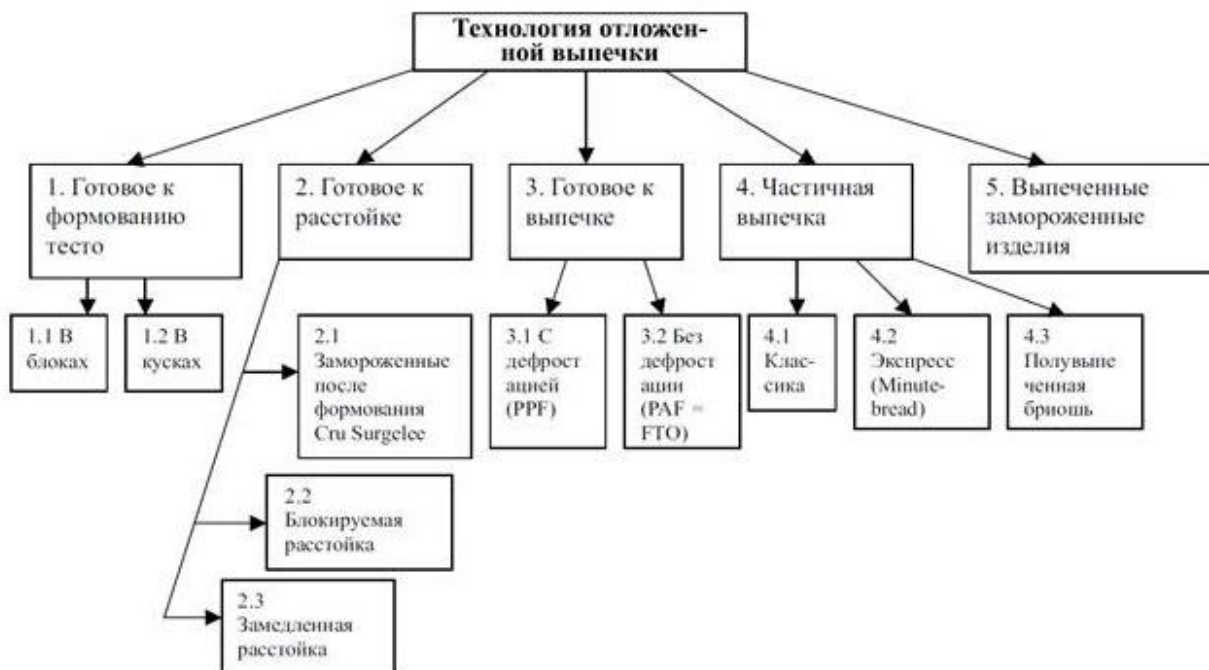 Технология отложен-
ной выпечки
1. Готовое к
формованию
тесто
2. Готовое к
расстойке
3. Готовое к
выпечке
4. Частичная
выпечка
5. Выпеченные
замороженные
изделия
1.1 В
блоках
1.2 В
кусках
2.1
Замороженные
после
формования
Cru Surgelee
3.1 С
дефрост
ацией
(PPF)
3.2 Без
дефрост
ации
(PAF =
FTO)
4.1
Клас-
сика
4.2
Экспресс
(Minute-
bread)
4.3
Полувыпе
ченная
бриошь
2.2
Блокируемая
расстойка
2.3
Замедленная
расстойка